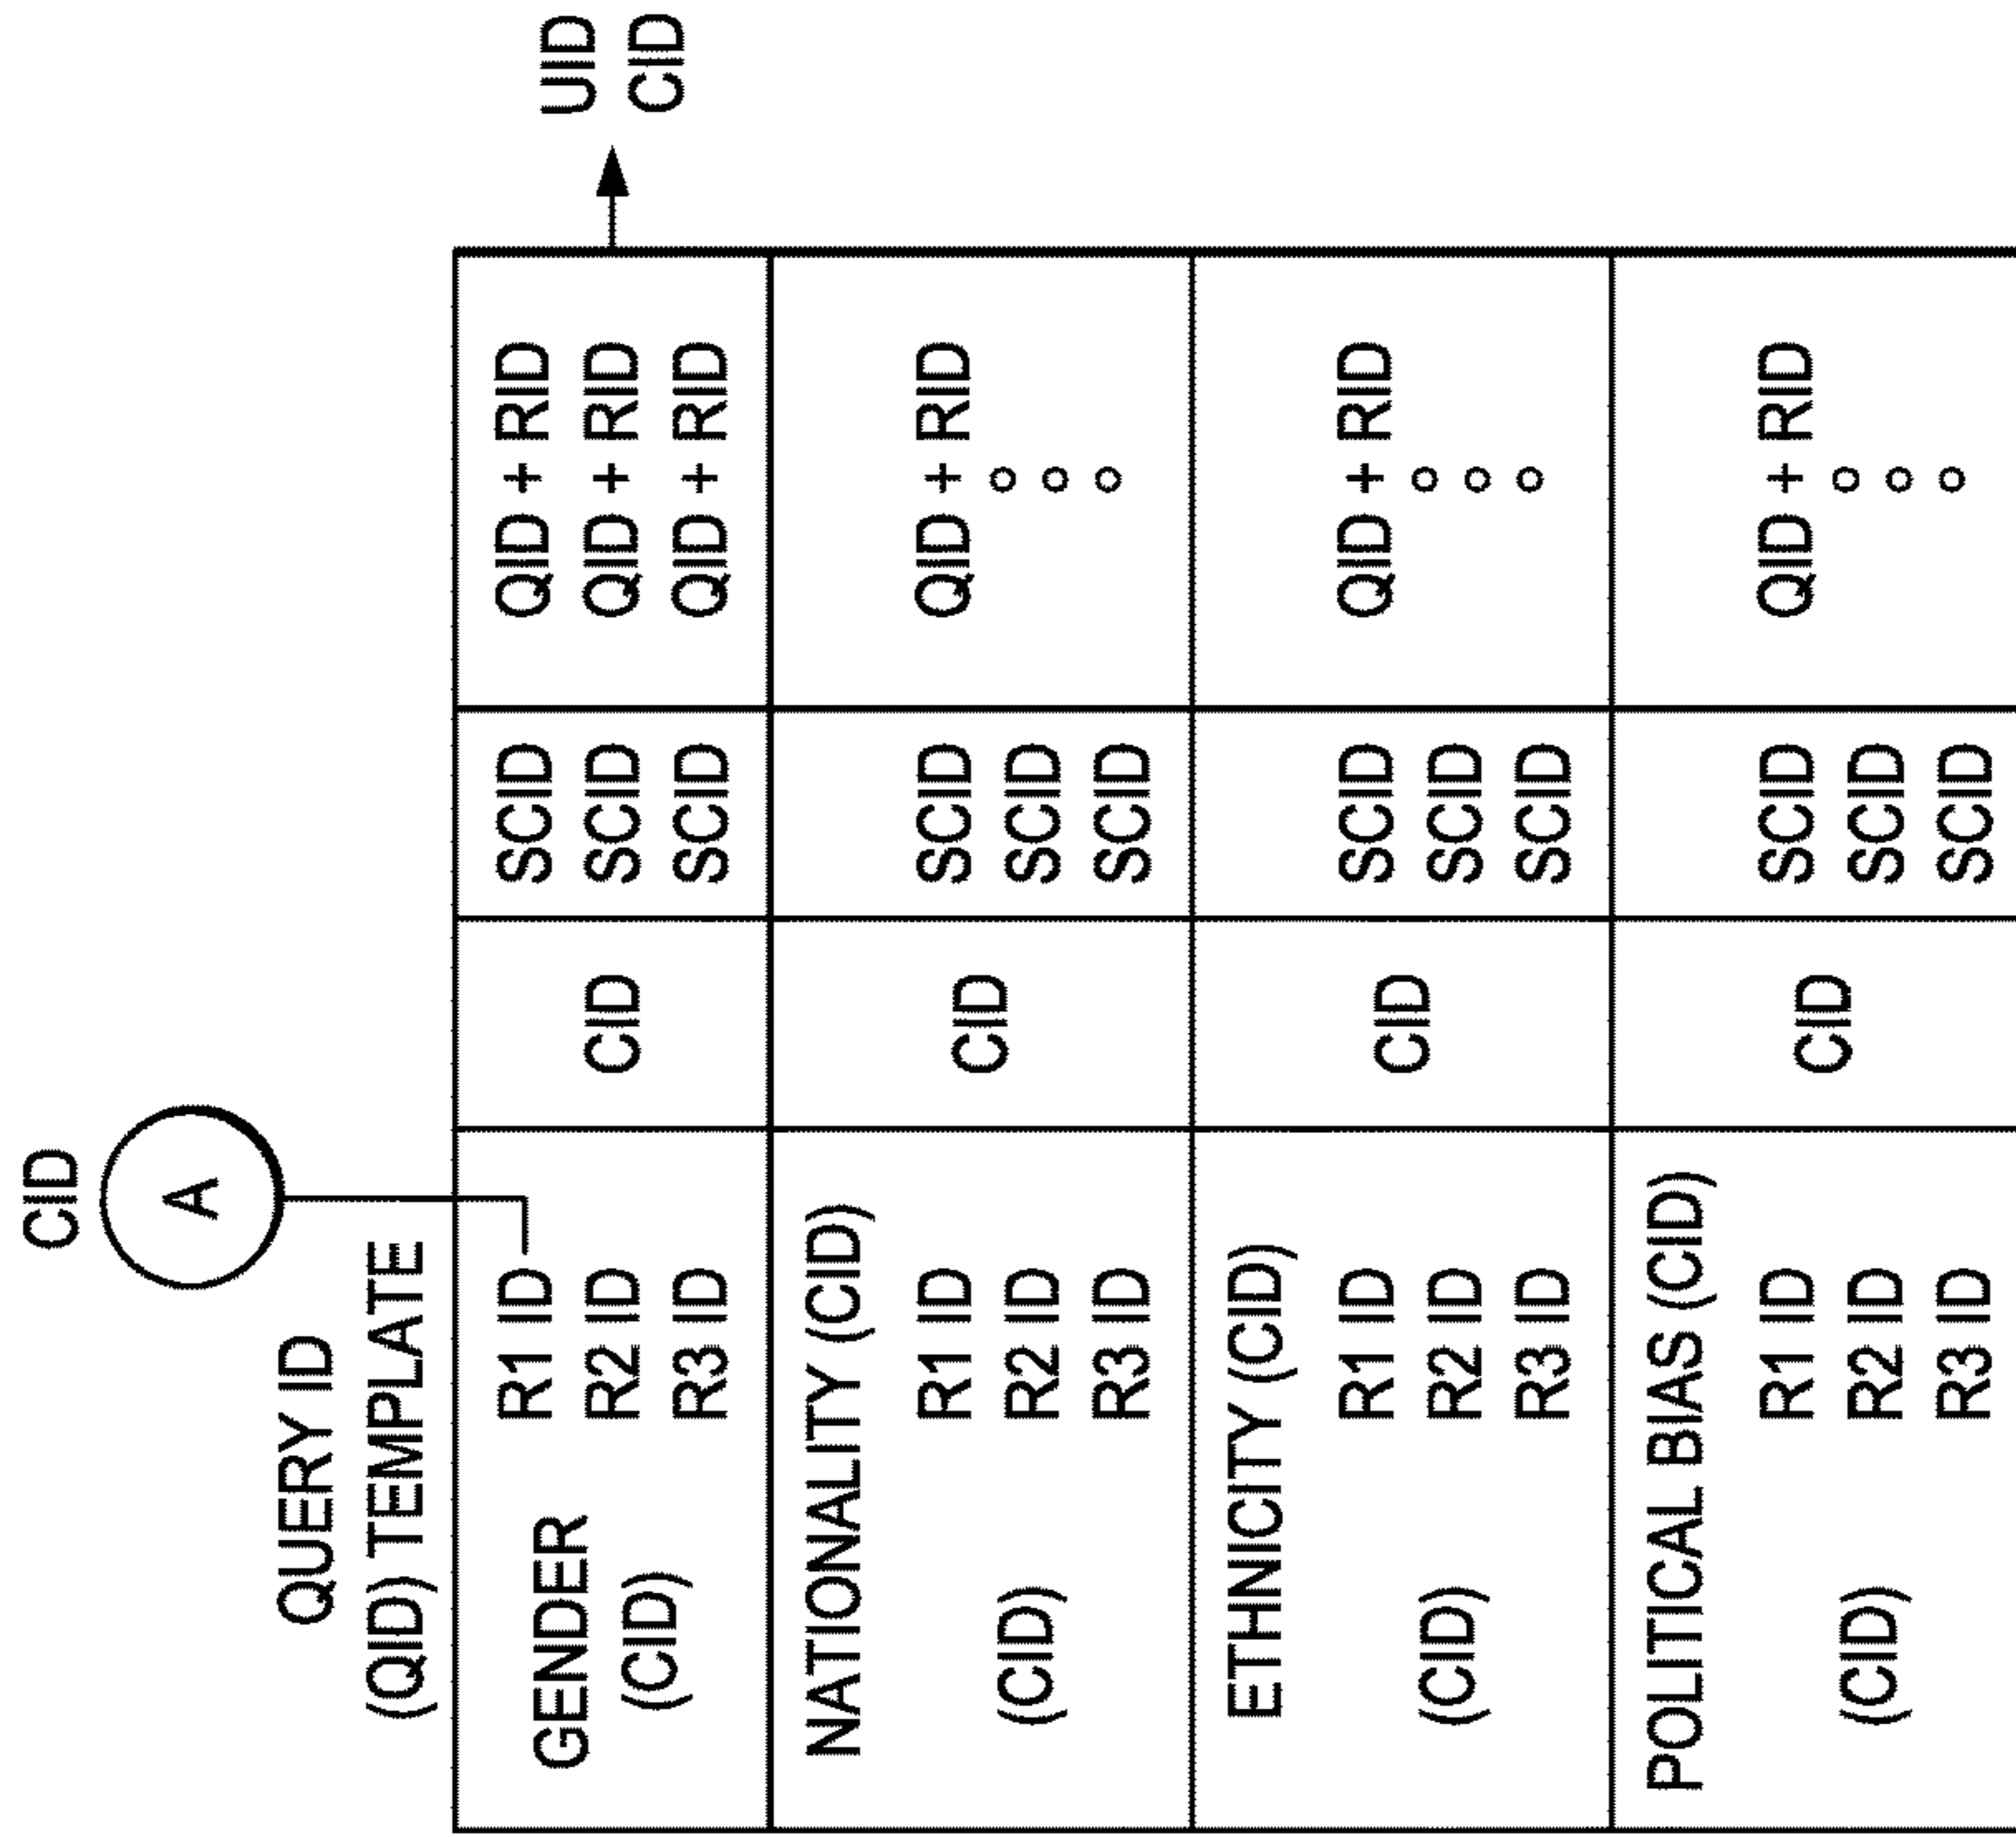 CID
A
QUERY ID
(QID) TEMPLATE
GENDER
(CID)
R1 ID
R2 ID
R3 ID
CID
SCID
SCID
SCID
QID + RID
QID + RID
QID + RID
UID
CID
NATIONALITY (CID)
(CID)
R1 ID
R2 ID
R3 ID
CID
SCID
SCID
SCID
QID + RID
ETHNICITY (CID)
(CID)
R1 ID
R2 ID
R3 ID
CID
SCID
SCID
SCID
QID + RID
POLITICAL BIAS (CID)
(CID)
R1 ID
R2 ID
R3 ID
CID
SCID
SCID
SCID
QID + RID